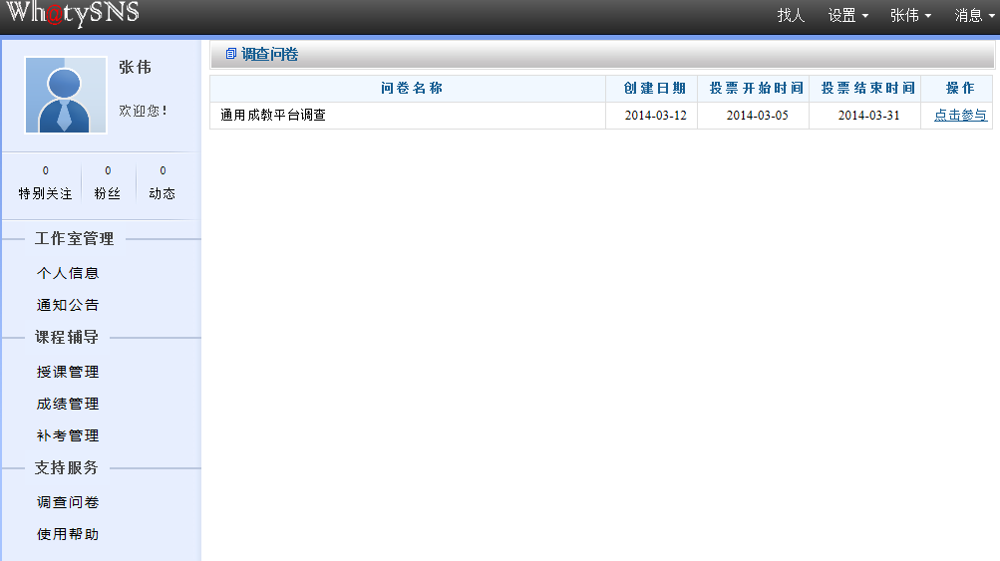 Wh@tySNS
找人 设置 张伟 消息
张伟
欢迎您！
0 0 0
特别关注 粉丝 动态
工作室管理
个人信息
通知公告
课程辅导
授课管理
成绩管理
补考管理
支持服务
调查问卷
使用帮助
调查问卷
问卷名称 创建日期 投票开始时间 投票结束时间 操作
通用成教平台调查 2014-03-12 2014-03-05 2014-03-31 点击参与